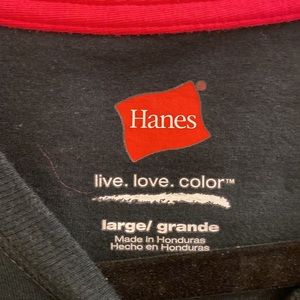 Hanes
live. love. color™
large/ grande
Made in Honduras
Hecho en Honduras